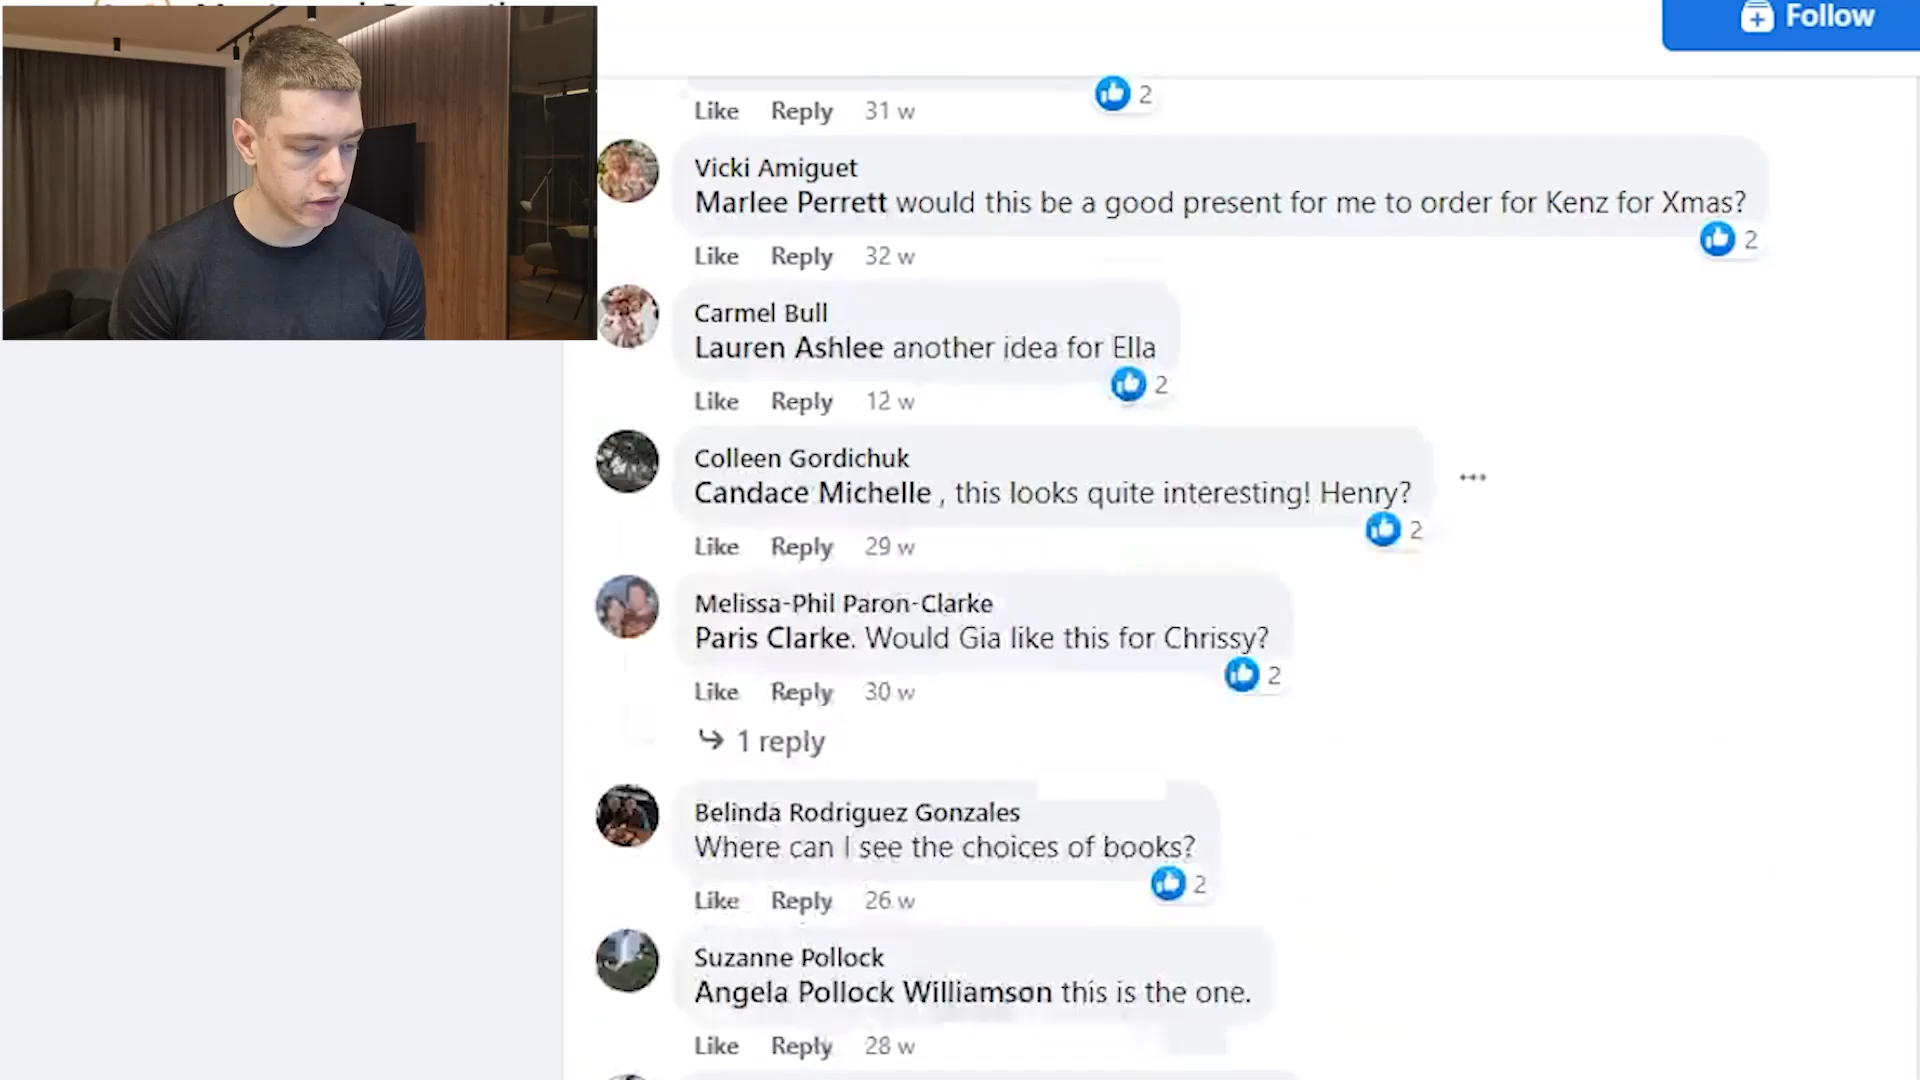 Follow
Like Reply 31 w
2
Vicki Amiguet
Marlee Perrett would this be a good present for me to order for Kenz for Xmas?
2
Like Reply 32 w
Carmel Bull
Lauren Ashlee another idea for Ella
2
Like Reply 12 w
Colleen Gordichuk
Candace Michelle , this looks quite interesting! Henry?
2
Like Reply 29 w
Melissa-Phil Paron-Clarke
Paris Clarke. Would Gia like this for Chrissy?
2
Like Reply 30 w
1 reply
Belinda Rodriguez Gonzales
Where can I see the choices of books?
2
Like Reply 26 w
Suzanne Pollock
Angela Pollock Williamson this is the one.
Like Reply 28 w